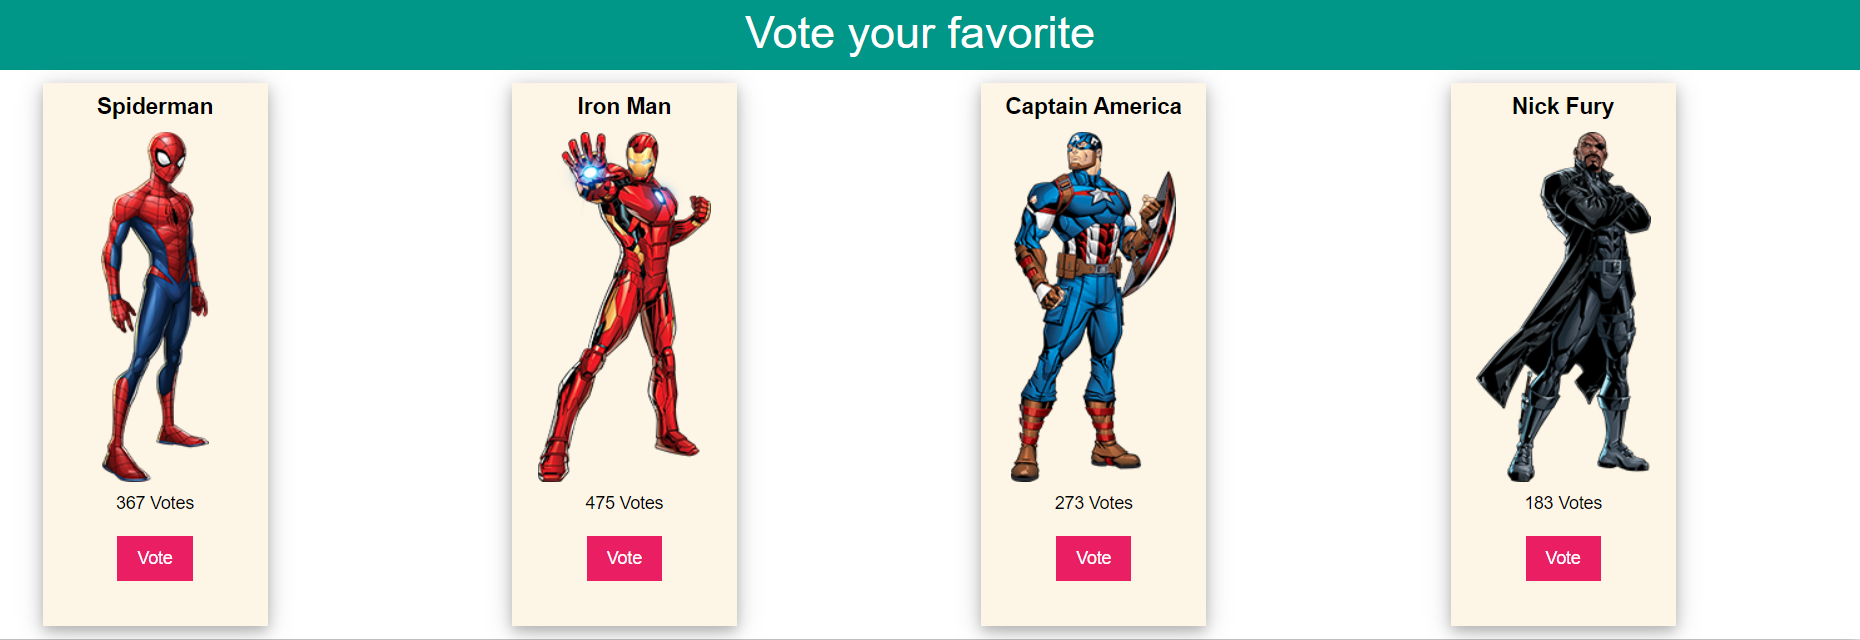 Vote your favorite
Spiderman
367 Votes
Vote
Iron Man
475 Votes
Vote
Captain America
273 Votes
Vote
Nick Fury
183 Votes
Vote